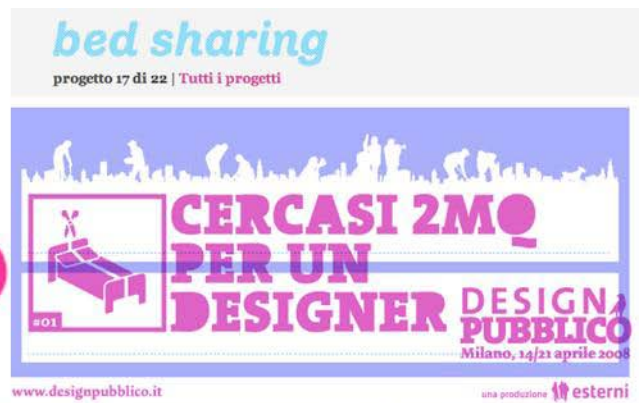 bed sharing
progetto 17 di 22 | Tutti i progetti
CERCASI 2MQ
PER UN
DESIGNER
#01
DESIGN
PUBBLICO
Milano, 14/21 aprile 2008
www.designpubblico.it
una produzione esterni